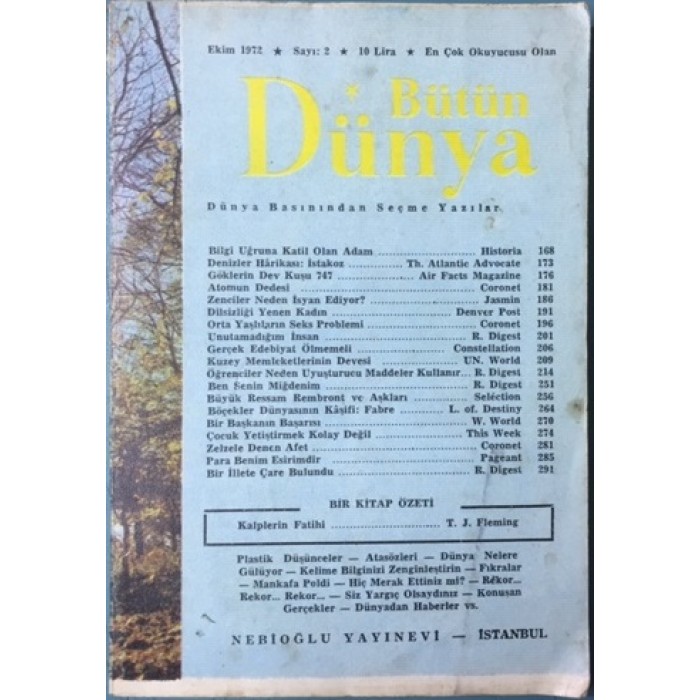 Ekim 1972 ★ Sayı: 2 ★ 10 Lira ★ En Çok Okuyucusu Olan
Bütün
Dünya
Dünya Basınından Seçme Yazılar
Bilgi Uğruna Katil Olan Adam ........................ Historia 168
Denizler Hârikası: İstakoz .............. Th. Atlantic Advocate 173
Göklerin Dev Kuşu 747 .................. Air Facts Magazine 176
Atomun Dedesi ........................ Coronet 181
Zenciler Neden İsyan Ediyor? ........................ Jasmin 186
Dilsizliği Yenen Kadın ........................ Denver Post 191
Orta Yaşlıların Seks Problemi ........................ Coronet 196
Unutamadığım İnsan ........................ R. Digest 201
Gerçek Edebiyat Ölmemeli ........................ Constellation 206
Kuzey Memleketlerinin Devesi ........................ UN. World 209
Öğrenciler Neden Uyuşturucu Maddeler Kullanır... R. Digest 214
Ben Senin Miğdenim ........................ R. Digest 251
Büyük Ressam Rembront ve Aşkları ............ Seléction 256
Böçekler Dünyasının Kâşifi: Fabre .......... L. of. Destiny 264
Bir Başkanın Başarısı ........................ W. World 270
Çocuk Yetiştirmek Kolay Değil .................. This Week 274
Zelzele Denen Afet ........................ Coronet 281
Para Benim Esirimdir ........................ Pageant 285
Bir İllete Çare Bulundu ........................ R. Digest 291
BİR KİTAP ÖZETİ
Kalplerin Fatihi ............................ T. J. Fleming
Plastik Düşünceler — Atasözleri — Dünya Nelere
Gülüyor — Kelime Bilginizi Zenginleştirin — Fıkralar
— Mankafa Poldi — Hiç Merak Ettiniz mi? — Rekor...
Rekor... Rekor... — Siz Yargıç Olsaydınız — Konuşan
Gerçekler — Dünyadan Haberler vs.
NEBİOĞLU YAYINEVİ — İSTANBUL